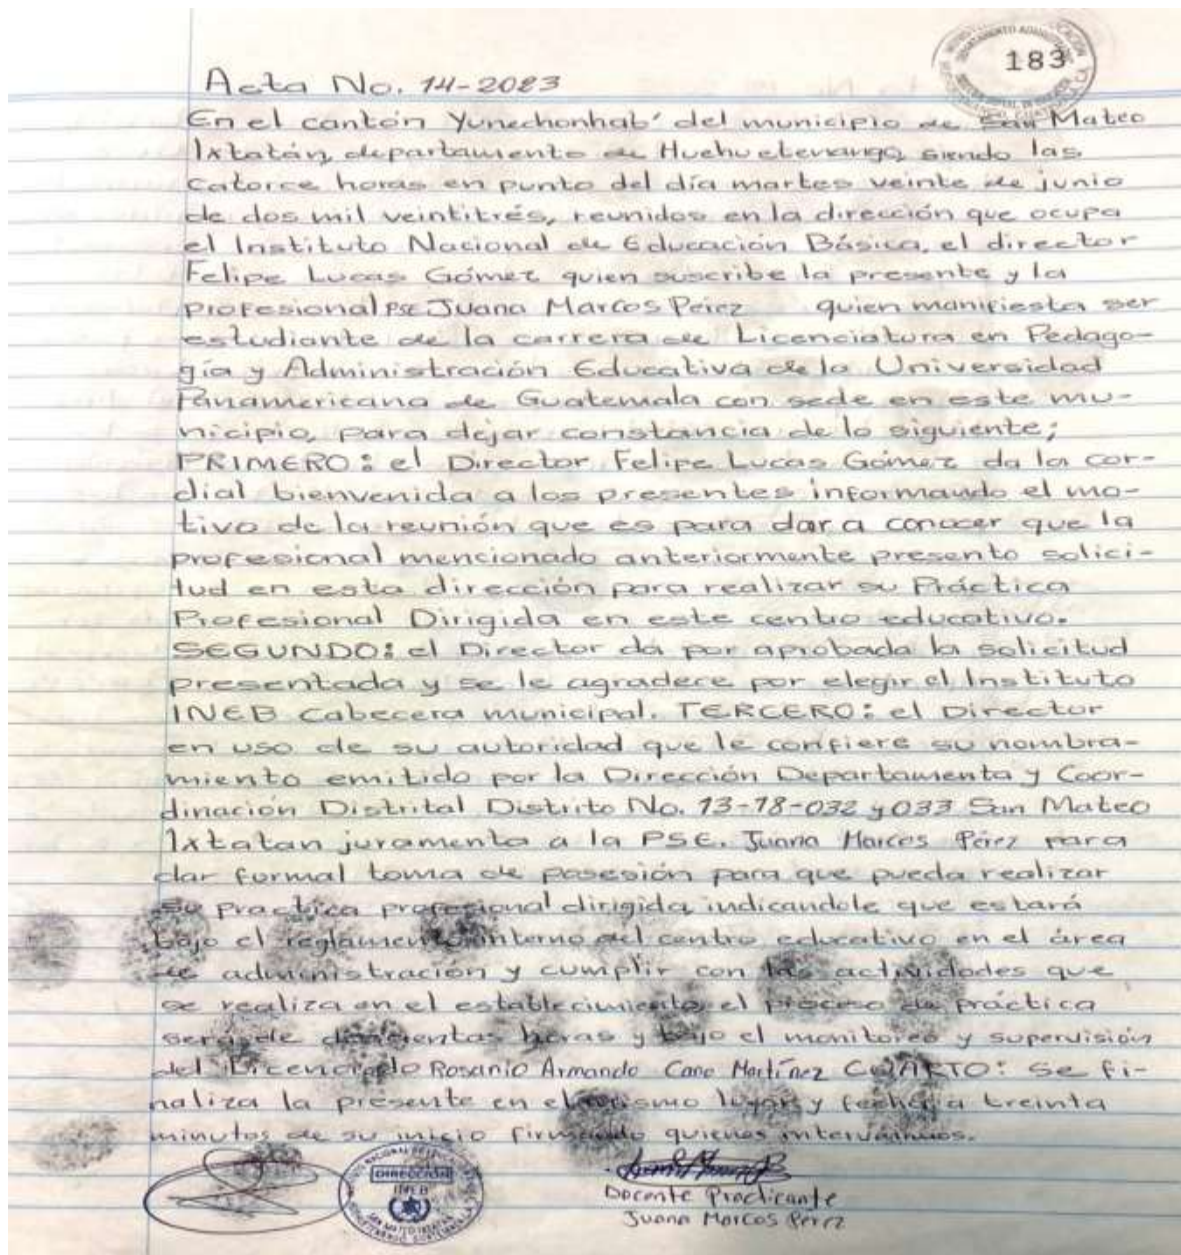 183
Acta No. 14-2023
En el cantón Yunechonhab' del municipio de San Mateo
Ixtatán, departamento de Huehuetenango, siendo las
catorce horas en punto del día martes veinte de junio
de dos mil veintitrés, reunidos en la dirección que ocupa
el Instituto Nacional de Educación Básica, el director
Felipe Lucas Gómez quien suscribe la presente y la
profesional PSE Juana Marcos Pérez quien manifiesta ser
estudiante de la carrera de Licenciatura en Pedago-
gía y Administración Educativa de la Universidad
Panamericana de Guatemala con sede en este mu-
nicipio, para dejar constancia de lo siguiente;
PRIMERO: el Director Felipe Lucas Gómez da la cor-
dial bienvenida a los presentes informando el mo-
tivo de la reunión que es para dar a conocer que la
profesional mencionado anteriormente presento solici-
tud en esta dirección para realizar su Práctica
Profesional Dirigida en este centro educativo.
SEGUNDO: el Director da por aprobada la solicitud
presentada y se le agradece por elegir el Instituto
INEB Cabecera municipal. TERCERO: el Director
en uso de su autoridad que le confiere su nombra-
miento emitido por la Dirección Departamenta y Coor-
dinación Distrital Distrito No. 13-18-032 y 033 San Mateo
Ixtatan juramenta a la PSE. Juana Marcos Pérez para
dar formal toma de posesión para que pueda realizar
su practica profesional dirigida indicandole que estará
bajo el reglamento interno del centro educativo en el área
de administración y cumplir con las actividades que
se realiza en el establecimiento el proceso de práctica
será de doscientas horas y bajo el monitoreo y supervisión
del Licenciado Rosanio Armando Cano Martínez CUARTO: Se fi-
naliza la presente en el mismo lugar y fecha a treinta
minutos de su inicio firmando quienes intervenimos.
DIRECCIÓN
INEB
Docente Practicante
Juana Marcos Pérez